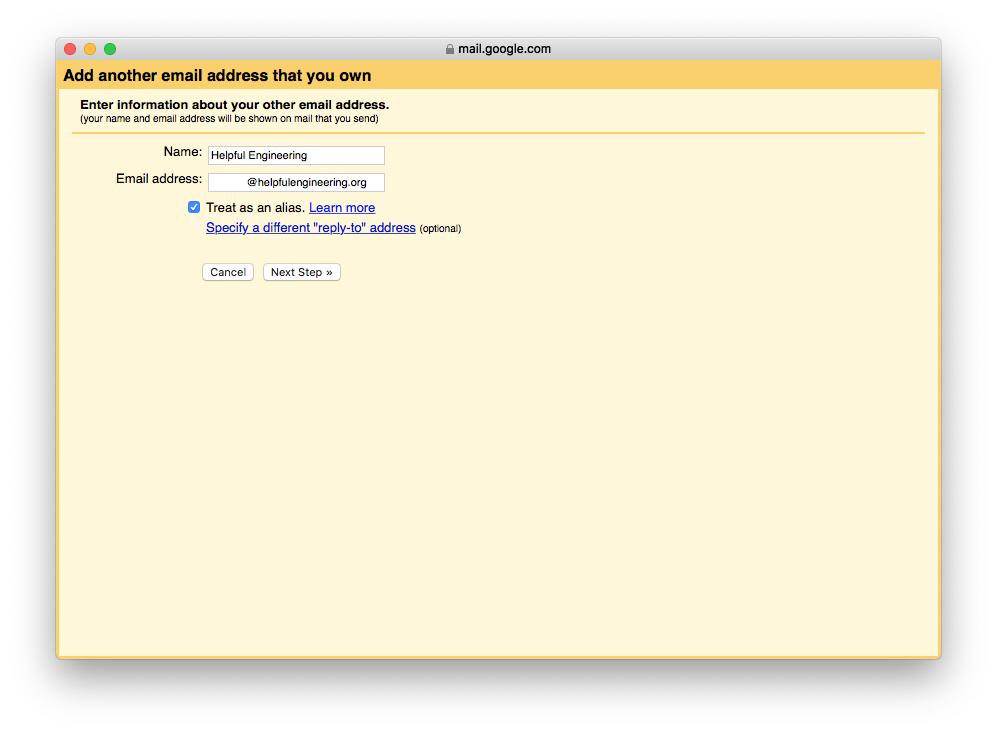 mail.google.com
Add another email address that you own
Enter information about your other email address.
(your name and email address will be shown on mail that you send)
Name: Helpful Engineering
Email address: @helpfulengineering.org
Treat as an alias. Learn more
Specify a different "reply-to" address (optional)
Cancel Next Step »